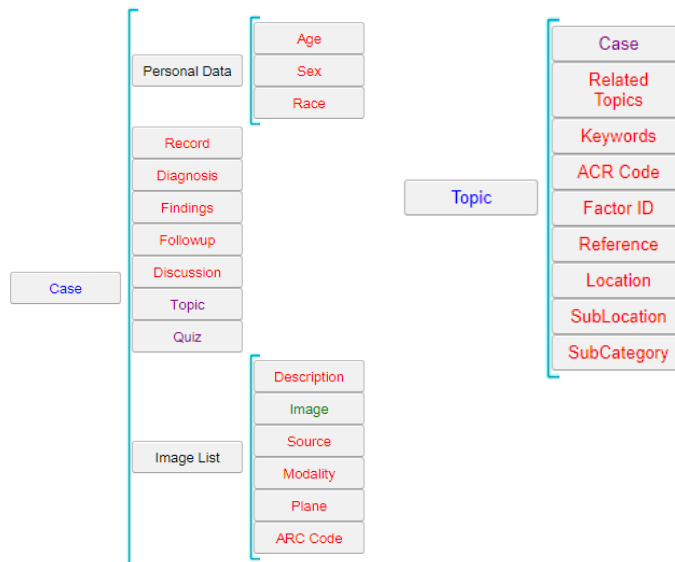 Case
Personal Data
Age
Sex
Race
Record
Diagnosis
Findings
Followup
Discussion
Topic
Quiz
Image List
Description
Image
Source
Modality
Plane
ARC Code
Topic
Case
Related
Topics
Keywords
ACR Code
Factor ID
Reference
Location
SubLocation
SubCategory